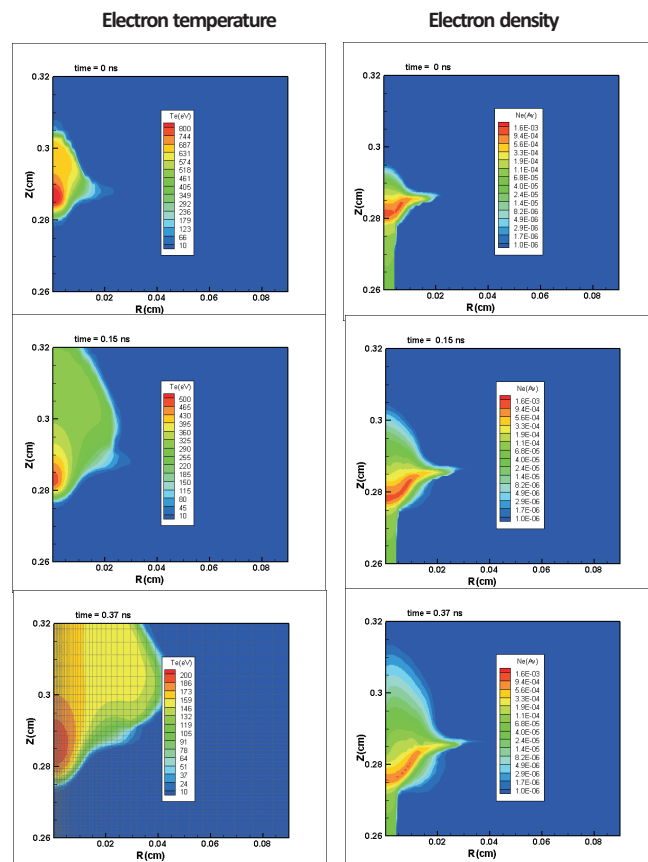 Electron temperature
Electron density
time = 0 ns
0.32
0.3
0.28
0.26
Z(cm)
0
0.02
0.04
0.06
0.08
R(cm)
Te(eV)
800
744
687
631
574
518
461
405
349
292
236
179
123
66
10
time = 0 ns
0.32
0.3
0.28
0.26
Z(cm)
0
0.02
0.04
0.06
0.08
R(cm)
Ne(Av)
1.6E-03
9.4E-04
5.6E-04
3.3E-04
1.9E-04
1.1E-04
6.8E-05
4.0E-05
2.4E-05
1.4E-05
8.2E-06
4.9E-06
2.9E-06
1.7E-06
1.0E-06
time = 0.15 ns
0.32
0.3
0.28
0.26
Z(cm)
0
0.02
0.04
0.06
0.08
R(cm)
Te(eV)
500
465
430
395
360
325
290
255
220
185
150
115
80
45
10
time = 0.15 ns
0.32
0.3
0.28
0.26
Z(cm)
0
0.02
0.04
0.06
0.08
R(cm)
Ne(Av)
1.6E-03
9.4E-04
5.6E-04
3.3E-04
1.9E-04
1.1E-04
6.8E-05
4.0E-05
2.4E-05
1.4E-05
8.2E-06
4.9E-06
2.9E-06
1.7E-06
1.0E-06
time = 0.37 ns
0.32
0.3
0.28
0.26
Z(cm)
0
0.02
0.04
0.06
0.08
R(cm)
Te(eV)
200
186
173
159
146
132
119
105
91
78
64
51
37
24
10
time = 0.37 ns
0.32
0.3
0.28
0.26
Z(cm)
0
0.02
0.04
0.06
0.08
R(cm)
Ne(Av)
1.6E-03
9.4E-04
5.6E-04
3.3E-04
1.9E-04
1.1E-04
6.8E-05
4.0E-05
2.4E-05
1.4E-05
8.2E-06
4.9E-06
2.9E-06
1.7E-06
1.0E-06